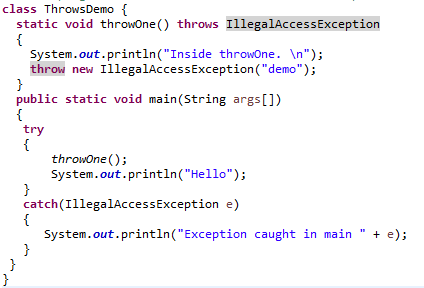 class ThrowsDemo {
  static void throwOne() throws IllegalAccessException
  {
    System.out.println("Inside throwOne. \n");
    throw new IllegalAccessException("demo");
  }
  public static void main(String args[])
  {
   try
   {
       throwOne();
       System.out.println("Hello");
   }
   catch(IllegalAccessException e)
   {
      System.out.println("Exception caught in main " + e);
   }
 }
}